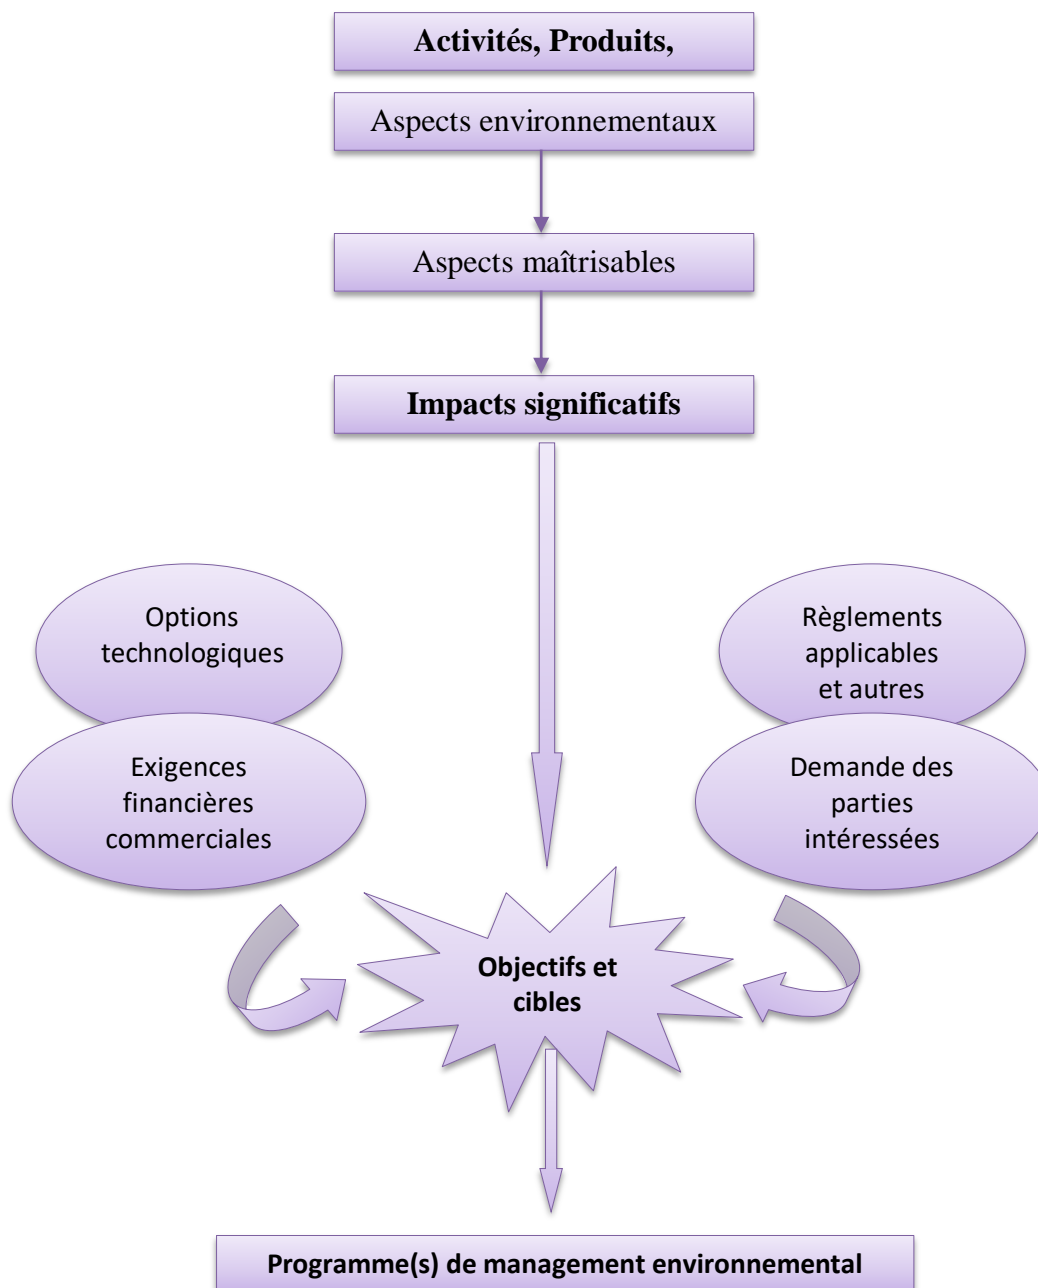 Activités, Produits,
Aspects environnementaux
Aspects maîtrisables
Impacts significatifs
Options
technologiques
Règlements
applicables
et autres
Exigences
financières
commerciales
Demande des
parties
intéressées
Objectifs et
cibles
Programme(s) de management environnemental